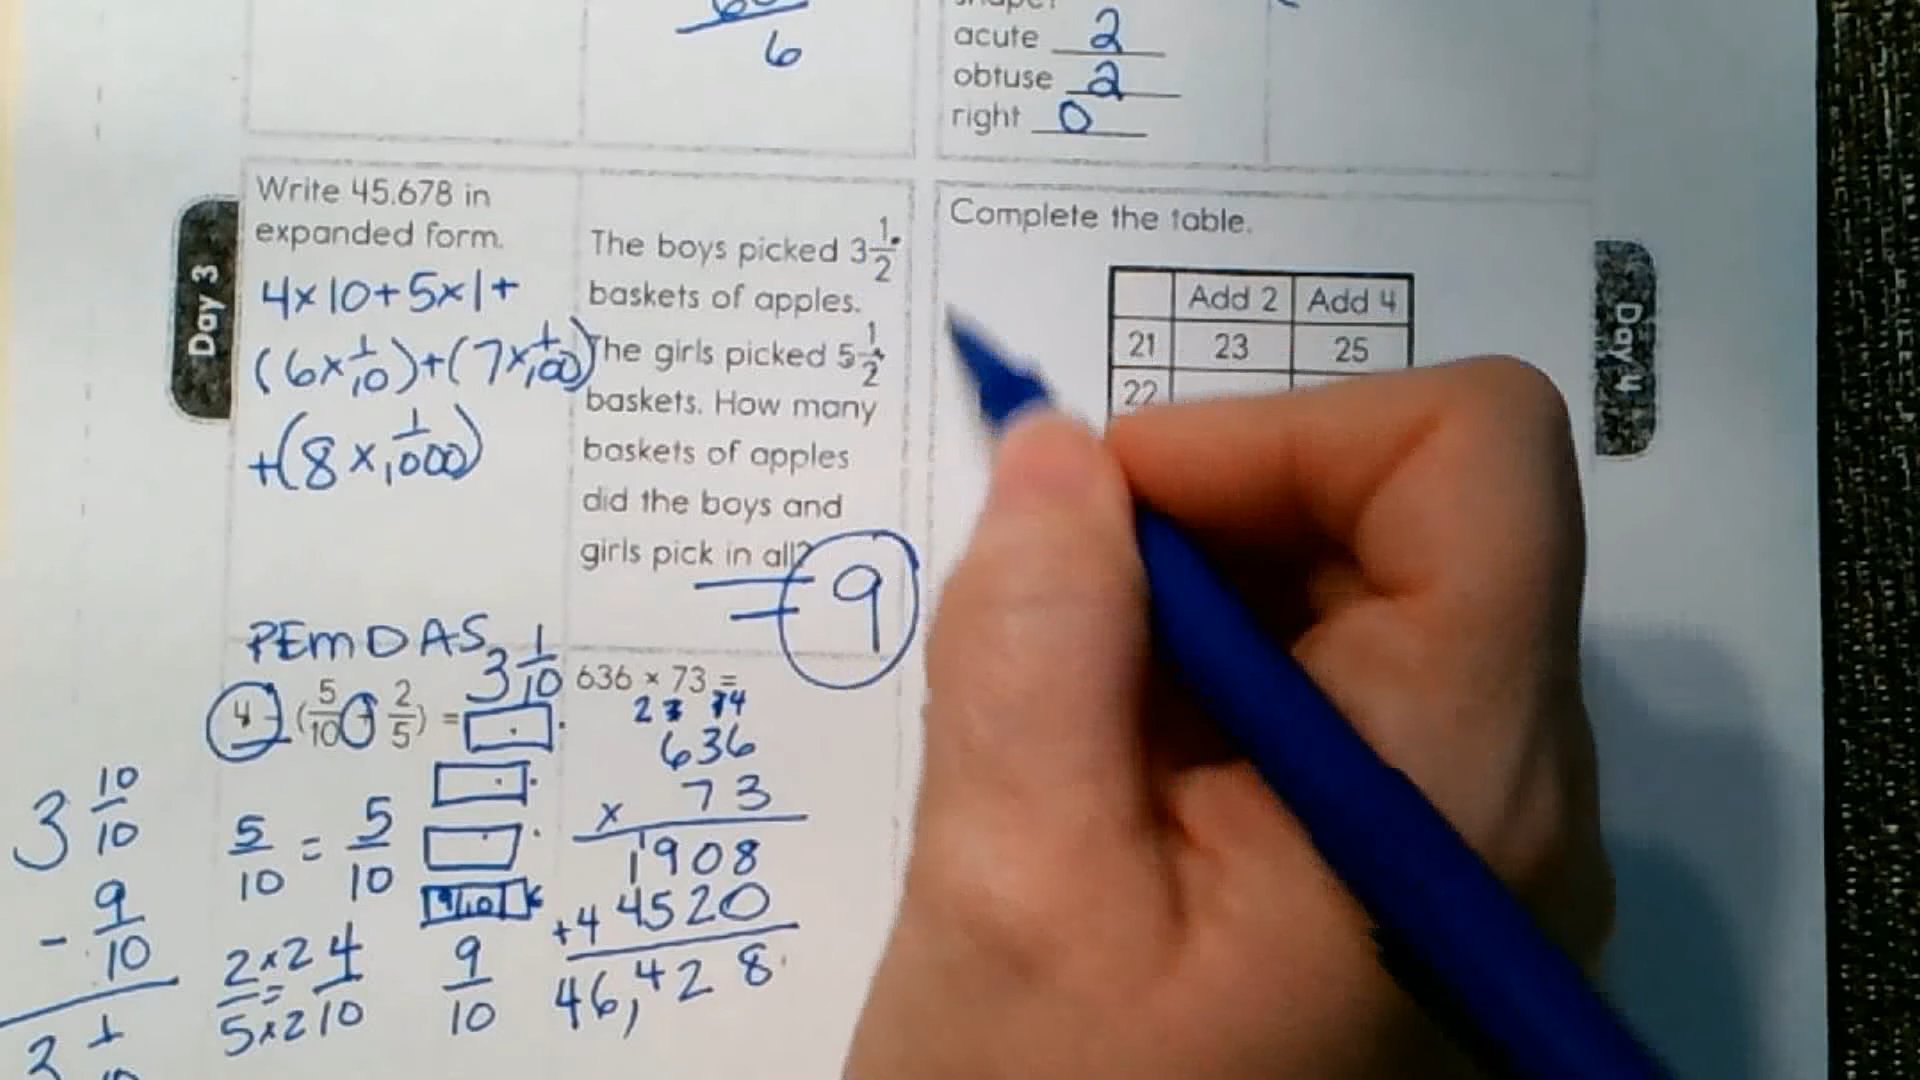 6
acute 2
obtuse 2
right 0
Day 3
Write 45.678 in
expanded form.
4×10+5×1+
(6×1/10)+(7×1/100)
+(8×1/1000)
The boys picked 3 1/2
baskets of apples.
The girls picked 5 1/2
baskets. How many
baskets of apples
did the boys and
girls pick in all?
= 9
Complete the table.
Add 2 Add 4
21 23 25
22
Day 4
PEMDAS
4 - (5/10 + 2/5) = 3 1/10
3 10/10
- 9/10
5/10 = 5/10
2×2/5×2 = 4/10
9/10
9/10
636 × 73 =
636
× 73
1908
+44520
46,428